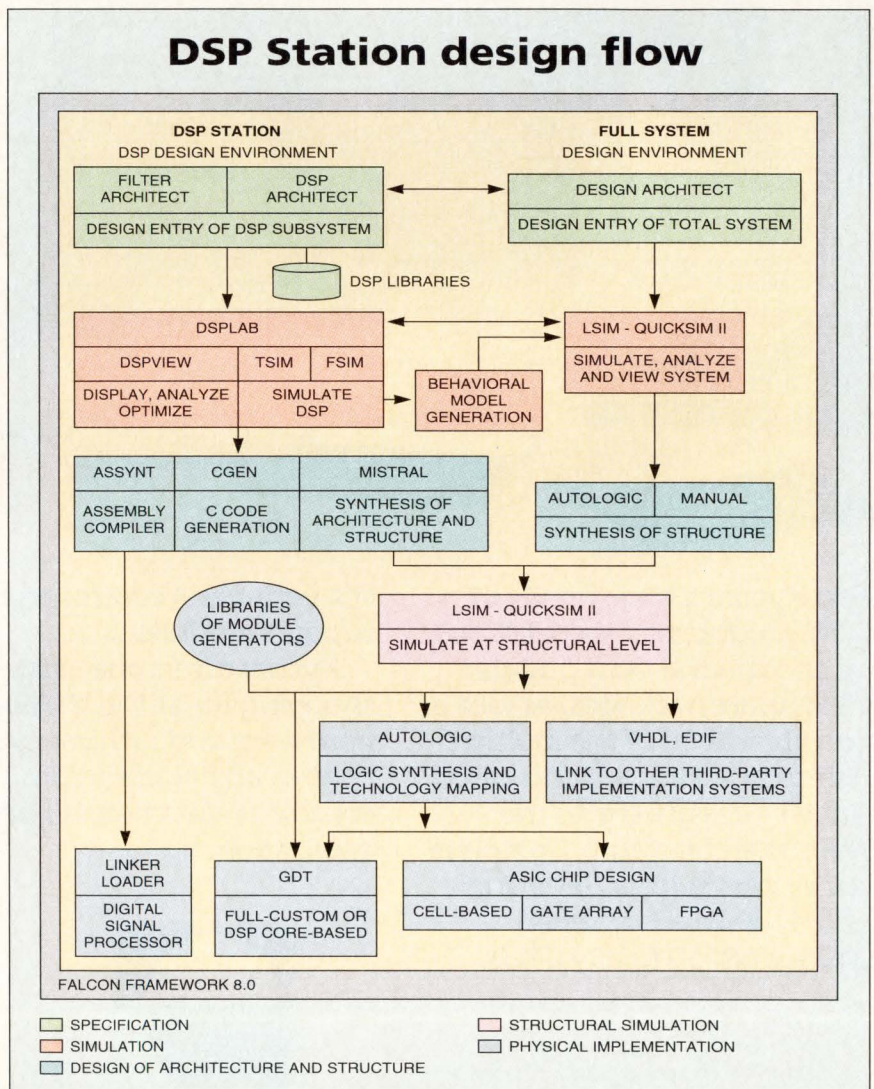 DSP Station design flow
DSP STATION
DSP DESIGN ENVIRONMENT
FULL SYSTEM
DESIGN ENVIRONMENT
FILTER
ARCHITECT
DSP
ARCHITECT
DESIGN ENTRY OF DSP SUBSYSTEM
DESIGN ARCHITECT
DESIGN ENTRY OF TOTAL SYSTEM
DSP LIBRARIES
DSPLAB
DSPVIEW
TSIM
FSIM
DISPLAY, ANALYZE
OPTIMIZE
SIMULATE
DSP
BEHAVIORAL
MODEL
GENERATION
LSIM - QUICKSIM II
SIMULATE, ANALYZE
AND VIEW SYSTEM
ASSYNT
CGEN
MISTRAL
ASSEMBLY
COMPILER
C CODE
GENERATION
SYNTHESIS OF
ARCHITECTURE AND
STRUCTURE
AUTOLOGIC
MANUAL
SYNTHESIS OF STRUCTURE
LIBRARIES
OF MODULE
GENERATORS
LSIM - QUICKSIM II
SIMULATE AT STRUCTURAL LEVEL
AUTOLOGIC
LOGIC SYNTHESIS AND
TECHNOLOGY MAPPING
VHDL, EDIF
LINK TO OTHER THIRD-PARTY
IMPLEMENTATION SYSTEMS
LINKER
LOADER
DIGITAL
SIGNAL
PROCESSOR
GDT
FULL-CUSTOM OR
DSP CORE-BASED
ASIC CHIP DESIGN
CELL-BASED
GATE ARRAY
FPGA
FALCON FRAMEWORK 8.0
SPECIFICATION
SIMULATION
DESIGN OF ARCHITECTURE AND STRUCTURE
STRUCTURAL SIMULATION
PHYSICAL IMPLEMENTATION